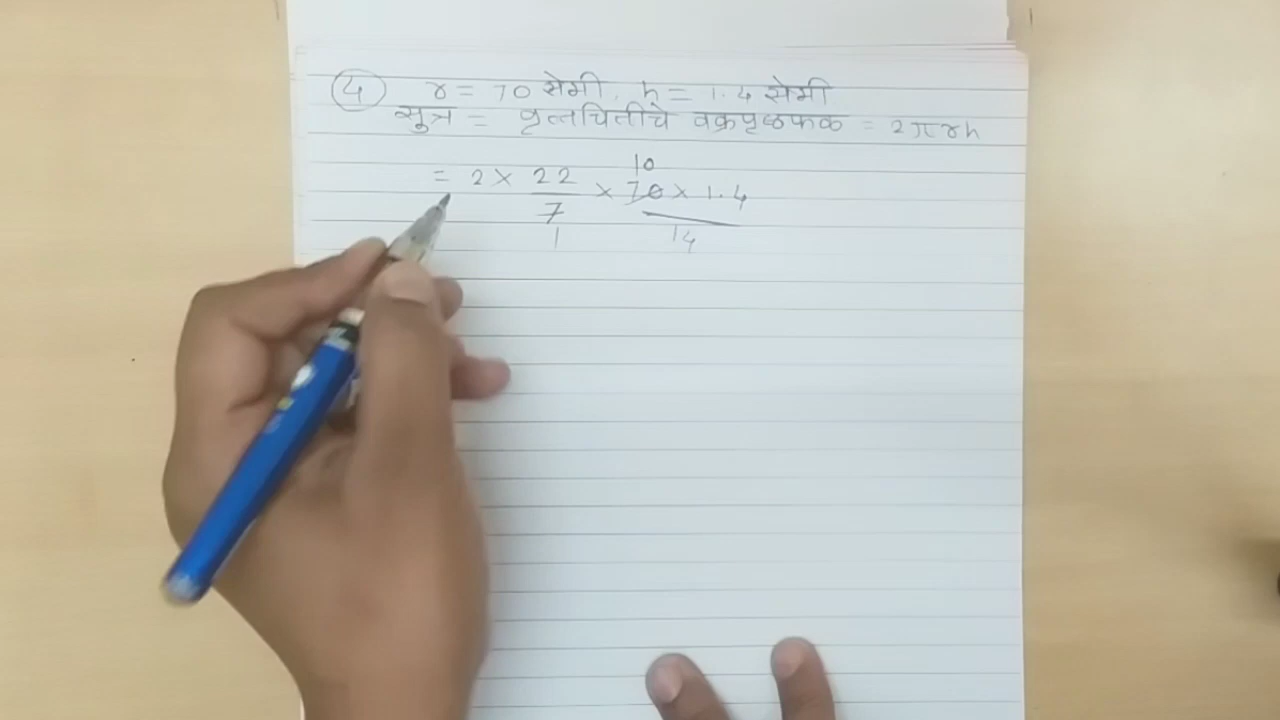 4 r = 70 सेमी, h = 1.4 सेमी
सूत्र = वृत्तचितीचे वक्रपृष्ठफळ = 2πrh
10
= 2 × 22/7 × 70 × 1.4
1 14